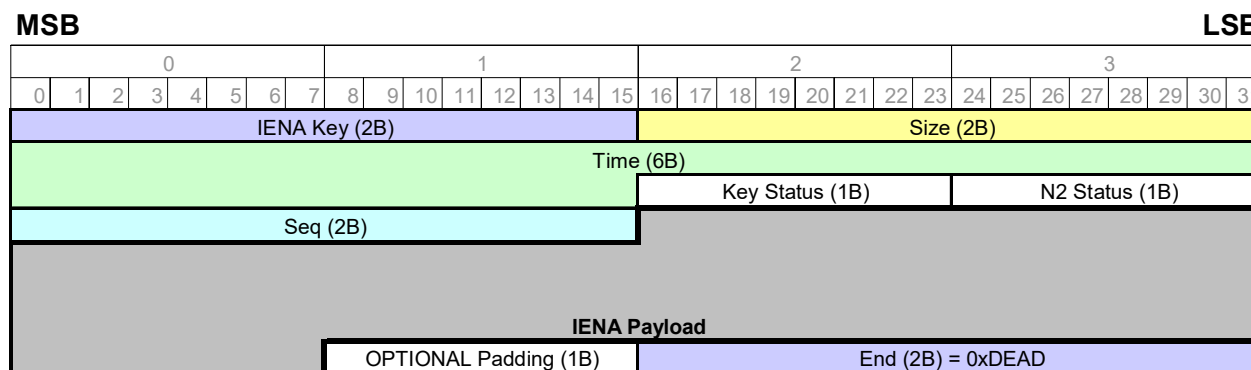 MSB LSB
0 1 2 3
0 1 2 3 4 5 6 7 8 9 10 11 12 13 14 15 16 17 18 19 20 21 22 23 24 25 26 27 28 29 30 3
IENA Key (2B) Size (2B)
Time (6B)
Key Status (1B) N2 Status (1B)
Seq (2B)
IENA Payload
OPTIONAL Padding (1B) End (2B) = 0xDEAD